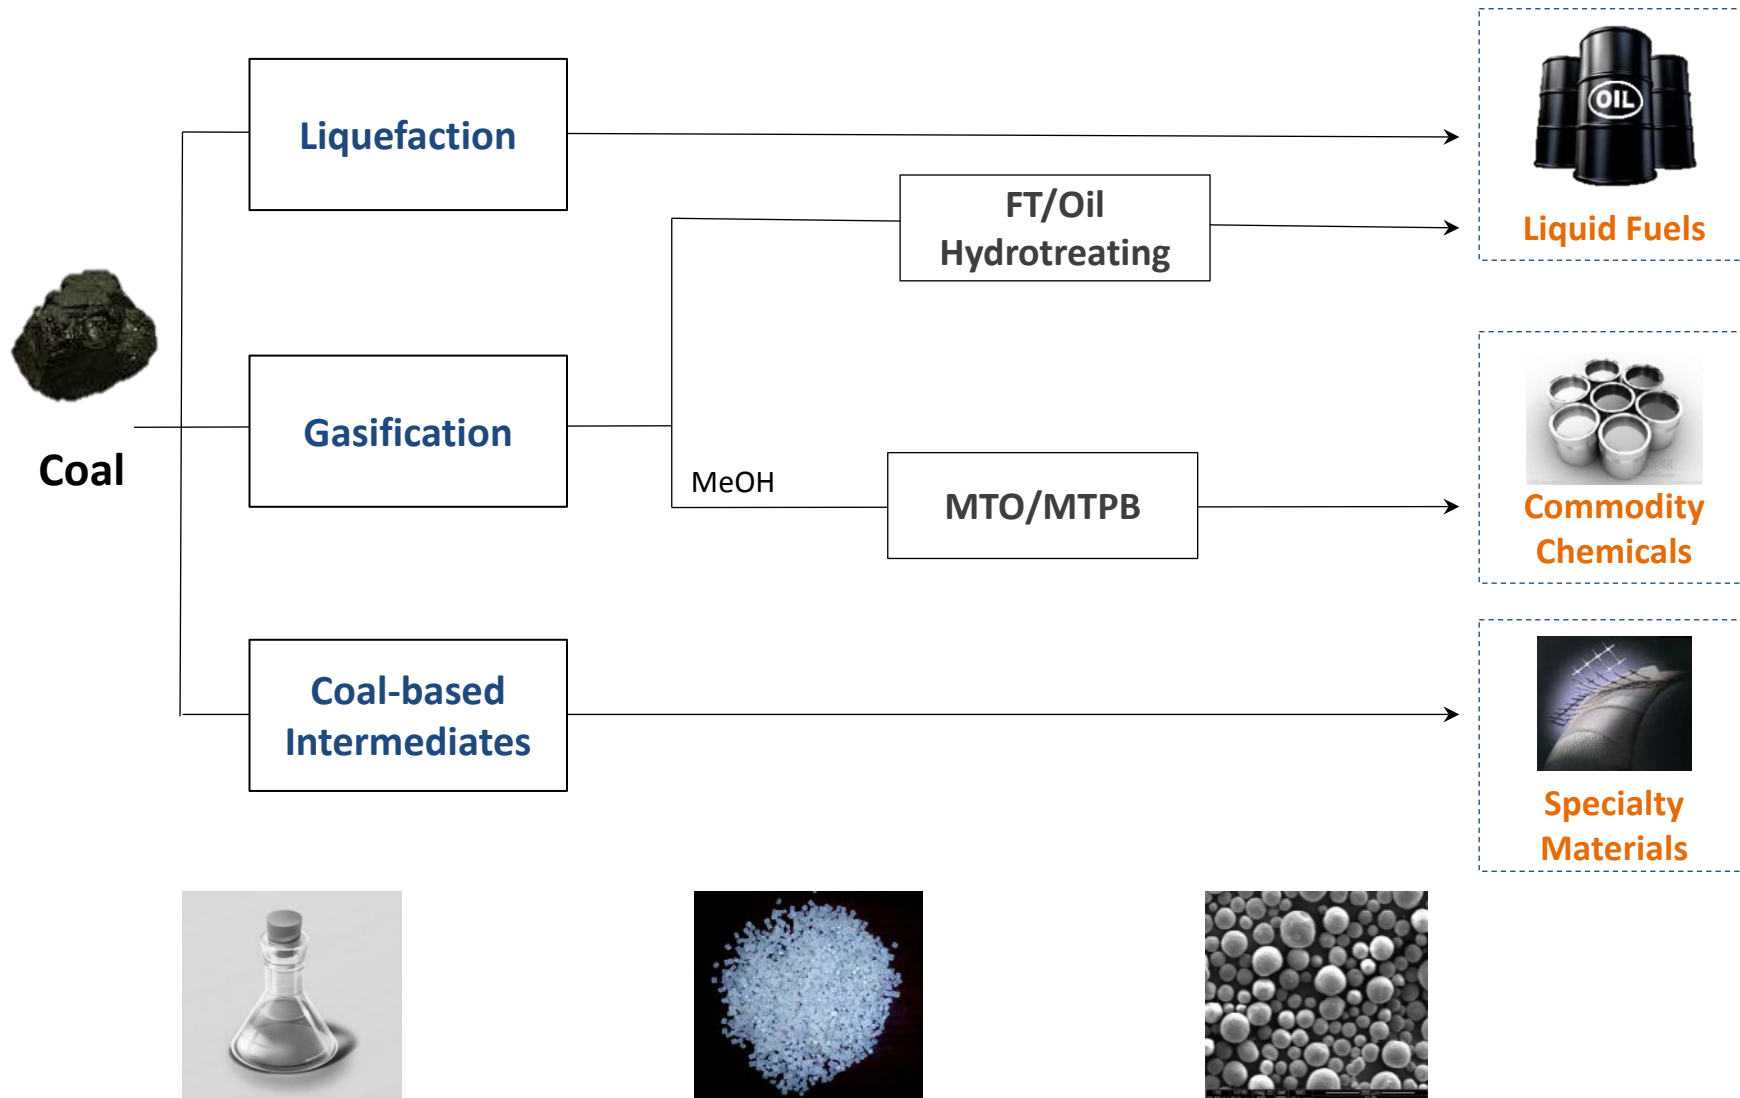 OIL
Liquefaction
FT/Oil
Hydrotreating
Liquid Fuels
Coal
Gasification
MeOH
MTO/MTPB
Commodity
Chemicals
Coal-based
Intermediates
Specialty
Materials